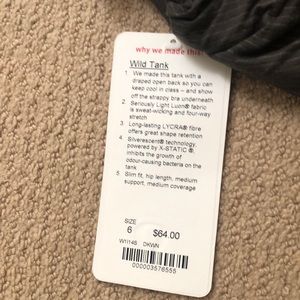 why we made this:
Wild Tank
1 We made this tank with a
draped open back so you can
keep cool in class – and show
off the strappy bra underneath
2 Seriously Light Luon® fabric
is sweat-wicking and four-way
stretch
3 Long-lasting LYCRA® fibre
offers great shape retention
4 Silverescent® technology
powered by X-STATIC ®,
inhibits the growth of
odour-causing bacteria on the
tank
5 Slim fit, hip length, medium
support, medium coverage
SIZE
6 $64.00
W1I14S DKWN
000003576555